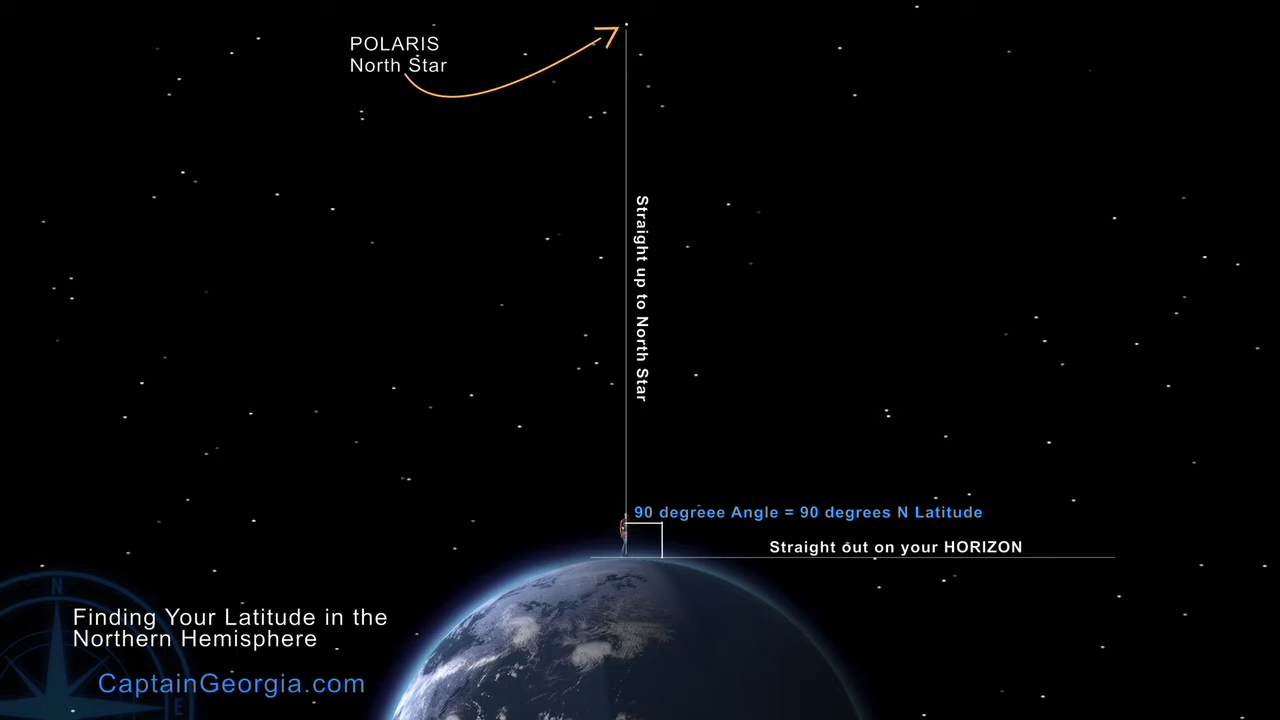 POLARIS
North Star
Straight up to North Star
90 degreee Angle = 90 degrees N Latitude
Straight out on your HORIZON
N
Finding Your Latitude in the
Northern Hemisphere
CaptainGeorgia.com
E